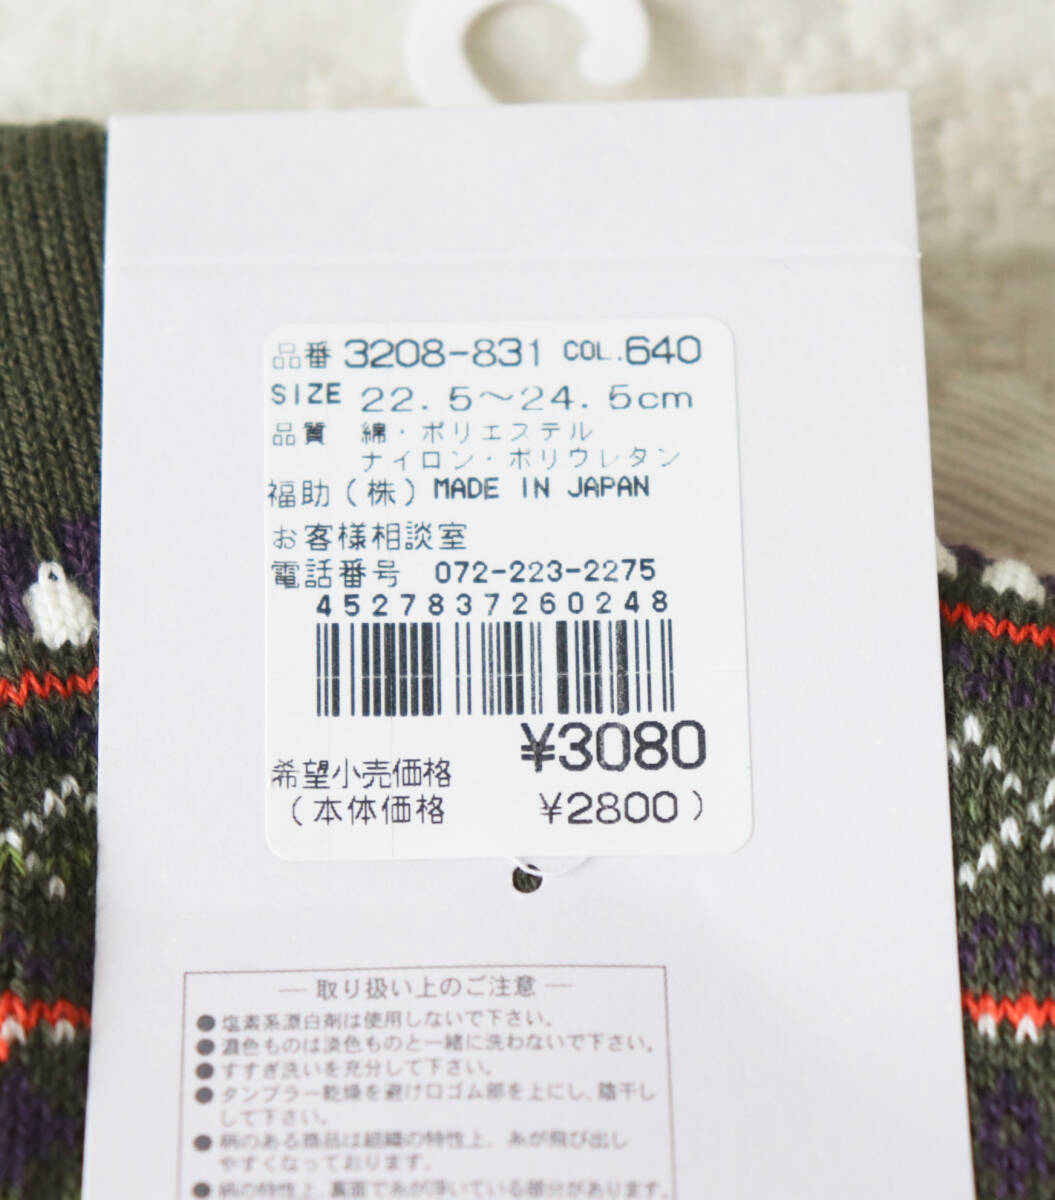 品番 3208-831 COL.640
SIZE 22.5～24.5cm
品質 綿・ポリエステル
ナイロン・ポリウレタン
福助(株) MADE IN JAPAN
お客様相談室
電話番号 072-223-2275
4527837260248
¥3080
希望小売価格
(本体価格 ¥2800)
― 取り扱い上のご注意 ―
●塩素系漂白剤は使用しないで下さい。
●濃色ものは淡色ものと一緒に洗わないで下さい。
●すすぎ洗いを充分して下さい。
●タンブラー乾燥を避け口ゴム部を上にし、陰干し
して下さい。
●柄のある商品は組織の特性上、糸が飛び出し
やすくなっております。
●柄の特性上、裏面で糸が浮いている部分があります。